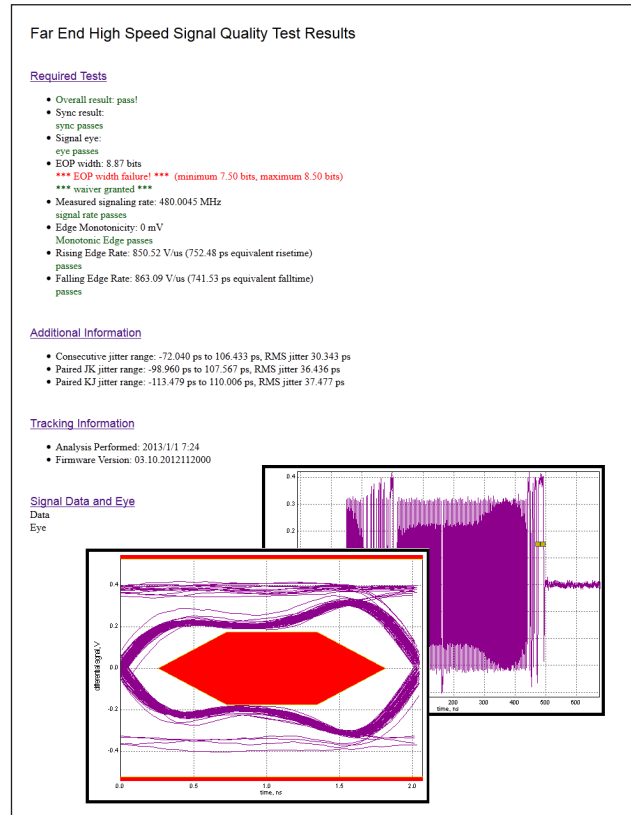 Far End High Speed Signal Quality Test Results
Required Tests
Overall result: pass!
Sync result:
sync passes
Signal eye:
eye passes
EOP width: 8.87 bits
*** EOP width failure! *** (minimum 7.50 bits, maximum 8.50 bits)
*** waiver granted ***
Measured signaling rate: 480.0045 MHz
signal rate passes
Edge Monotonicity: 0 mV
Monotonic Edge passes
Rising Edge Rate: 850.52 V/us (752.48 ps equivalent risetime)
passes
Falling Edge Rate: 863.09 V/us (741.53 ps equivalent falltime)
passes
Additional Information
Consecutive jitter range: -72.040 ps to 106.433 ps, RMS jitter 30.343 ps
Paired JK jitter range: -98.960 ps to 107.567 ps, RMS jitter 36.436 ps
Paired KJ jitter range: -113.479 ps to 110.006 ps, RMS jitter 37.477 ps
Tracking Information
Analysis Performed: 2013/1/1 7:24
Firmware Version: 03.10.2012112000
Signal Data and Eye
Data
Eye
0.4
0.3
0.2
200 300 400 500 600
time, ns
0.4
0.2
0.0
-0.2
-0.4
differential signal, V
0.0 0.5 1.0 1.5 2.0
time, ns